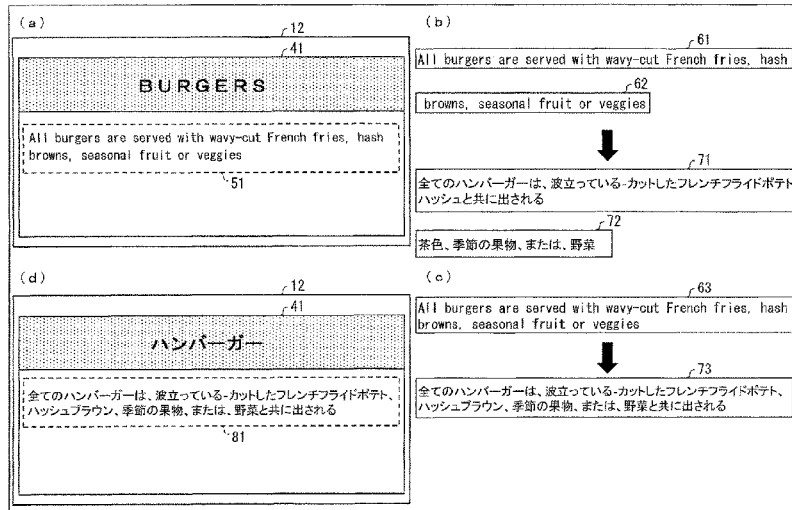 (a)
12
41
BURGERS
All burgers are served with wavy-cut French fries, hash
browns, seasonal fruit or veggies
51
(b)
61
All burgers are served with wavy-cut French fries, hash
62
browns, seasonal fruit or veggies
71
全てのハンバーガーは、波立っている-カットしたフレンチフライドポテト
ハッシュと共に出される
72
茶色、季節の果物、または、野菜
(d)
12
41
ハンバーガー
全てのハンバーガーは、波立っている-カットしたフレンチフライドポテト、
ハッシュブラウン、季節の果物、または、野菜と共に出される
81
(c)
63
All burgers are served with wavy-cut French fries, hash
browns, seasonal fruit or veggies
73
全てのハンバーガーは、波立っている-カットしたフレンチフライドポテト、
ハッシュブラウン、季節の果物、または、野菜と共に出される